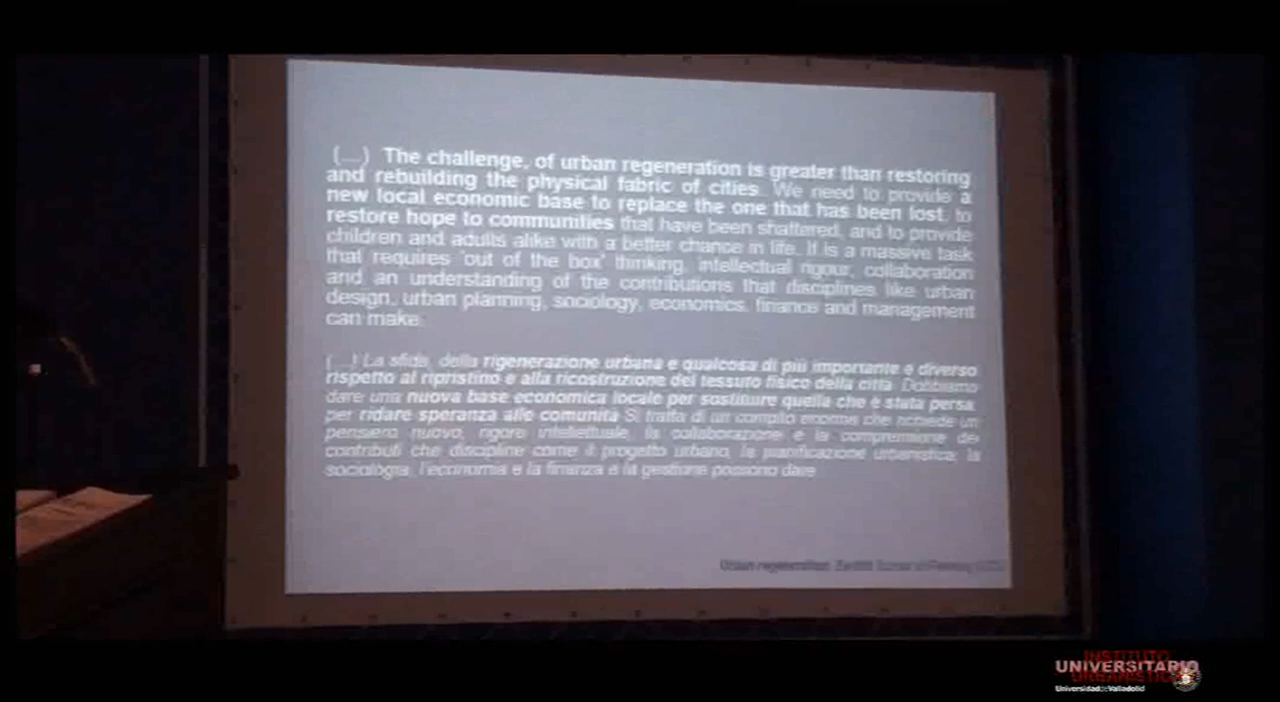 (...) The challenge, of urban regeneration is greater than restoring
and rebuilding the physical fabric of cities. We need to provide a
new local economic base to replace the one that has been lost, to
restore hope to communities that have been shattered, and to provide
children and adults alike with a better chance in life. It is a massive task
that requires 'out of the box' thinking, intellectual rigour, collaboration
and an understanding of the contributions that disciplines like urban
design, urban planning, sociology, economics, finance and management
can make.
(...) La sfida, della rigenerazione urbana e qualcosa di più importante e diverso
rispetto al ripristino e alla ricostruzione del tessuto fisico della città. Dobbiamo
dare una nuova base economica locale per sostituire quella che è stata persa,
per ridare speranza alle comunità Si tratta di un compito enorme che richiede un
pensiero nuovo, rigore intellettuale, la collaborazione e la comprensione dei
contributi che discipline come il progetto urbano, la pianificazione urbanistica, la
sociologia, l'economia e la finanza e la gestione possono dare
Urban regeneration
INSTITUTO
UNIVERSITARIO
Universidad de Valladolid